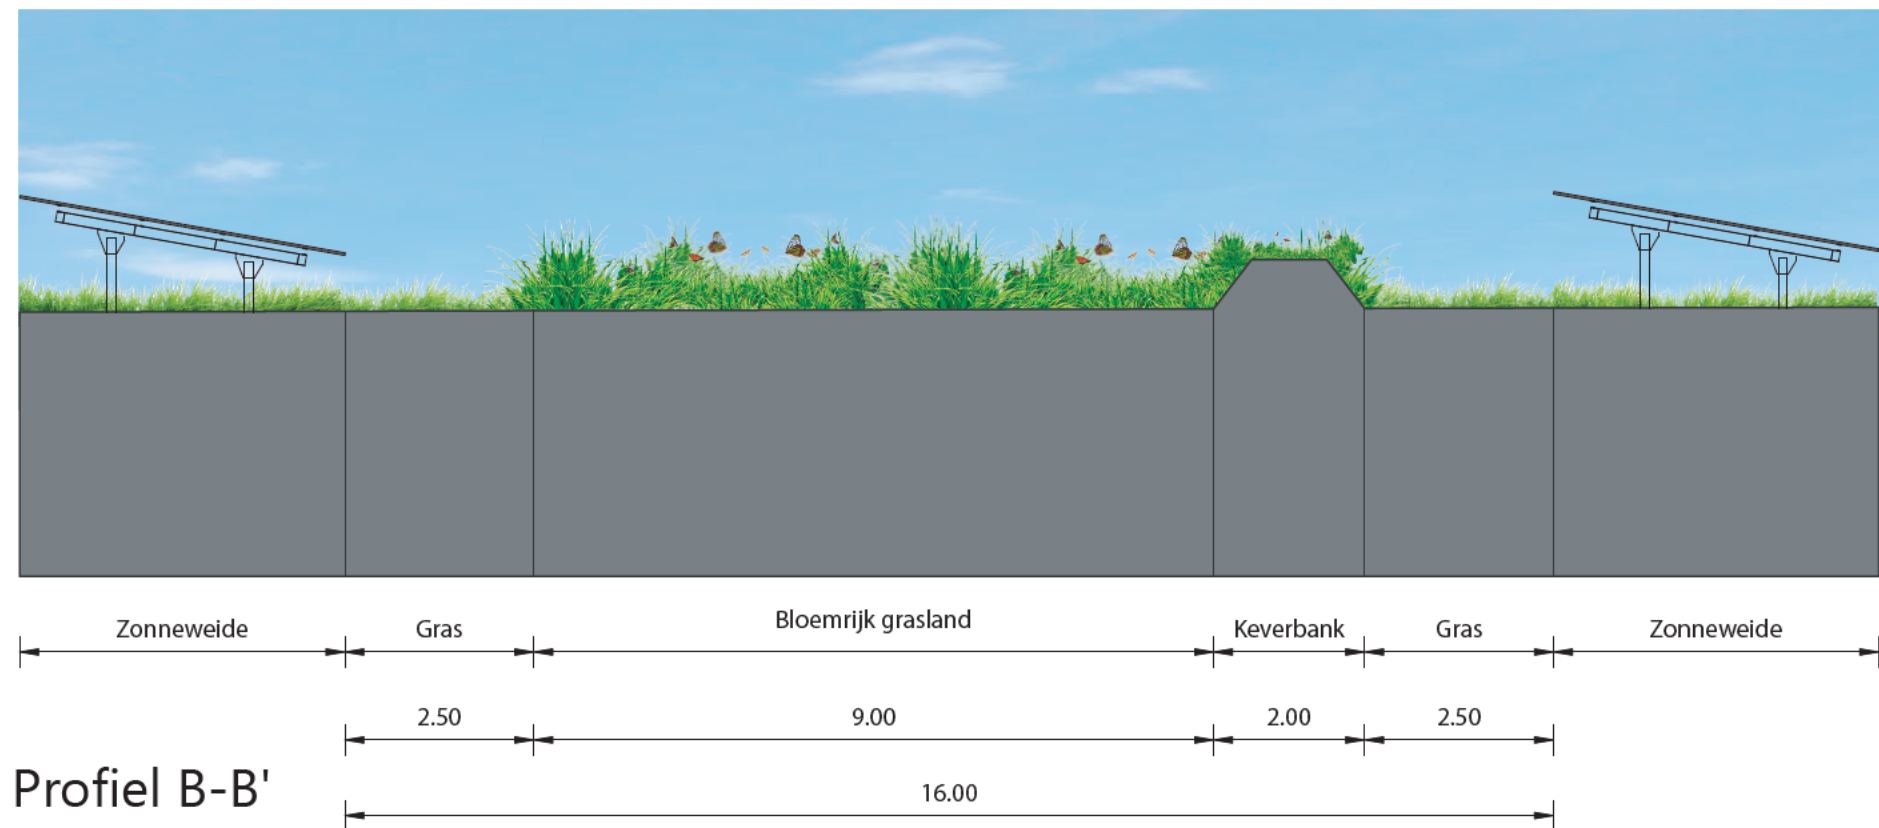 Zonneweide Gras Bloemrijk grasland Keverbank Gras Zonneweide
2.50 9.00 2.00 2.50
16.00
Profiel B-B'